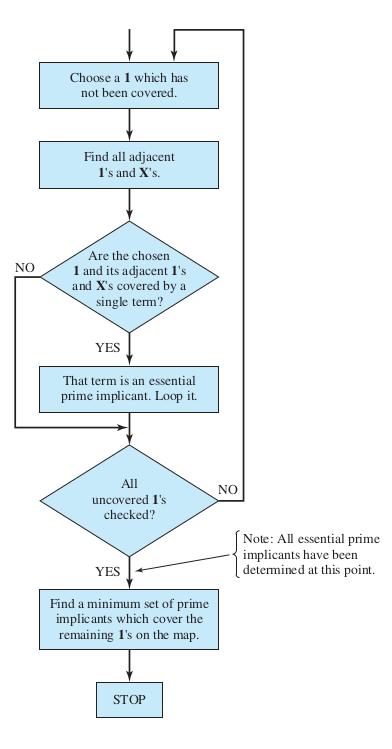 Choose a 1 which has
not been covered.
Find all adjacent
1's and X's.
Are the chosen
1 and its adjacent 1's
and X's covered by a
single term?
NO
YES
That term is an essential
prime implicant. Loop it.
All
uncovered 1's
checked?
NO
YES
Note: All essential prime
implicants have been
determined at this point.
Find a minimum set of prime
implicants which cover the
remaining 1's on the map.
STOP